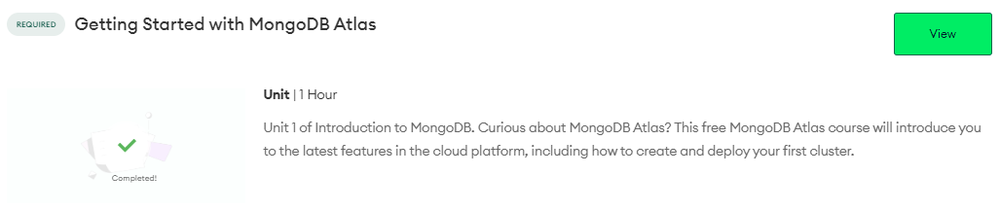 REQUIRED Getting Started with MongoDB Atlas
View
Unit | 1 Hour
Unit 1 of Introduction to MongoDB. Curious about MongoDB Atlas? This free MongoDB Atlas course will introduce you
to the latest features in the cloud platform, including how to create and deploy your first cluster.
Completed!